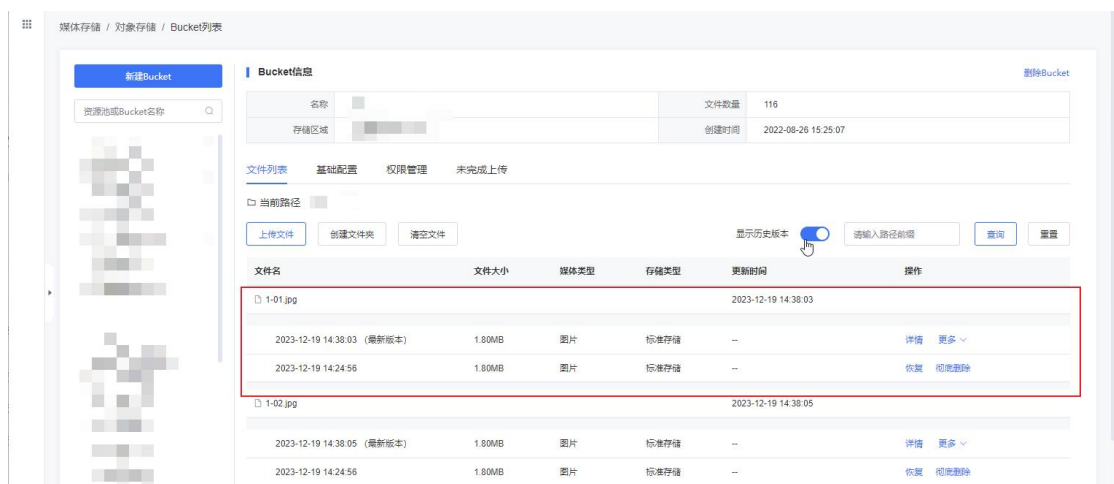 媒体存储 / 对象存储 / Bucket列表
新建Bucket
资源池或Bucket名称
Bucket信息
删除Bucket
名称
文件数量 116
存储区域
创建时间 2022-08-26 15:25:07
文件列表 基础配置 权限管理 未完成上传
当前路径
上传文件 创建文件夹 清空文件 显示历史版本 请输入路径前缀 查询 重置
文件名 文件大小 媒体类型 存储类型 更新时间 操作
1-01.jpg 2023-12-19 14:38:03
2023-12-19 14:38:03 (最新版本) 1.80MB 图片 标准存储 -- 详情 更多
2023-12-19 14:24:56 1.80MB 图片 标准存储 -- 恢复 彻底删除
1-02.jpg 2023-12-19 14:38:05
2023-12-19 14:38:05 (最新版本) 1.80MB 图片 标准存储 -- 详情 更多
2023-12-19 14:24:56 1.80MB 图片 标准存储 -- 恢复 彻底删除